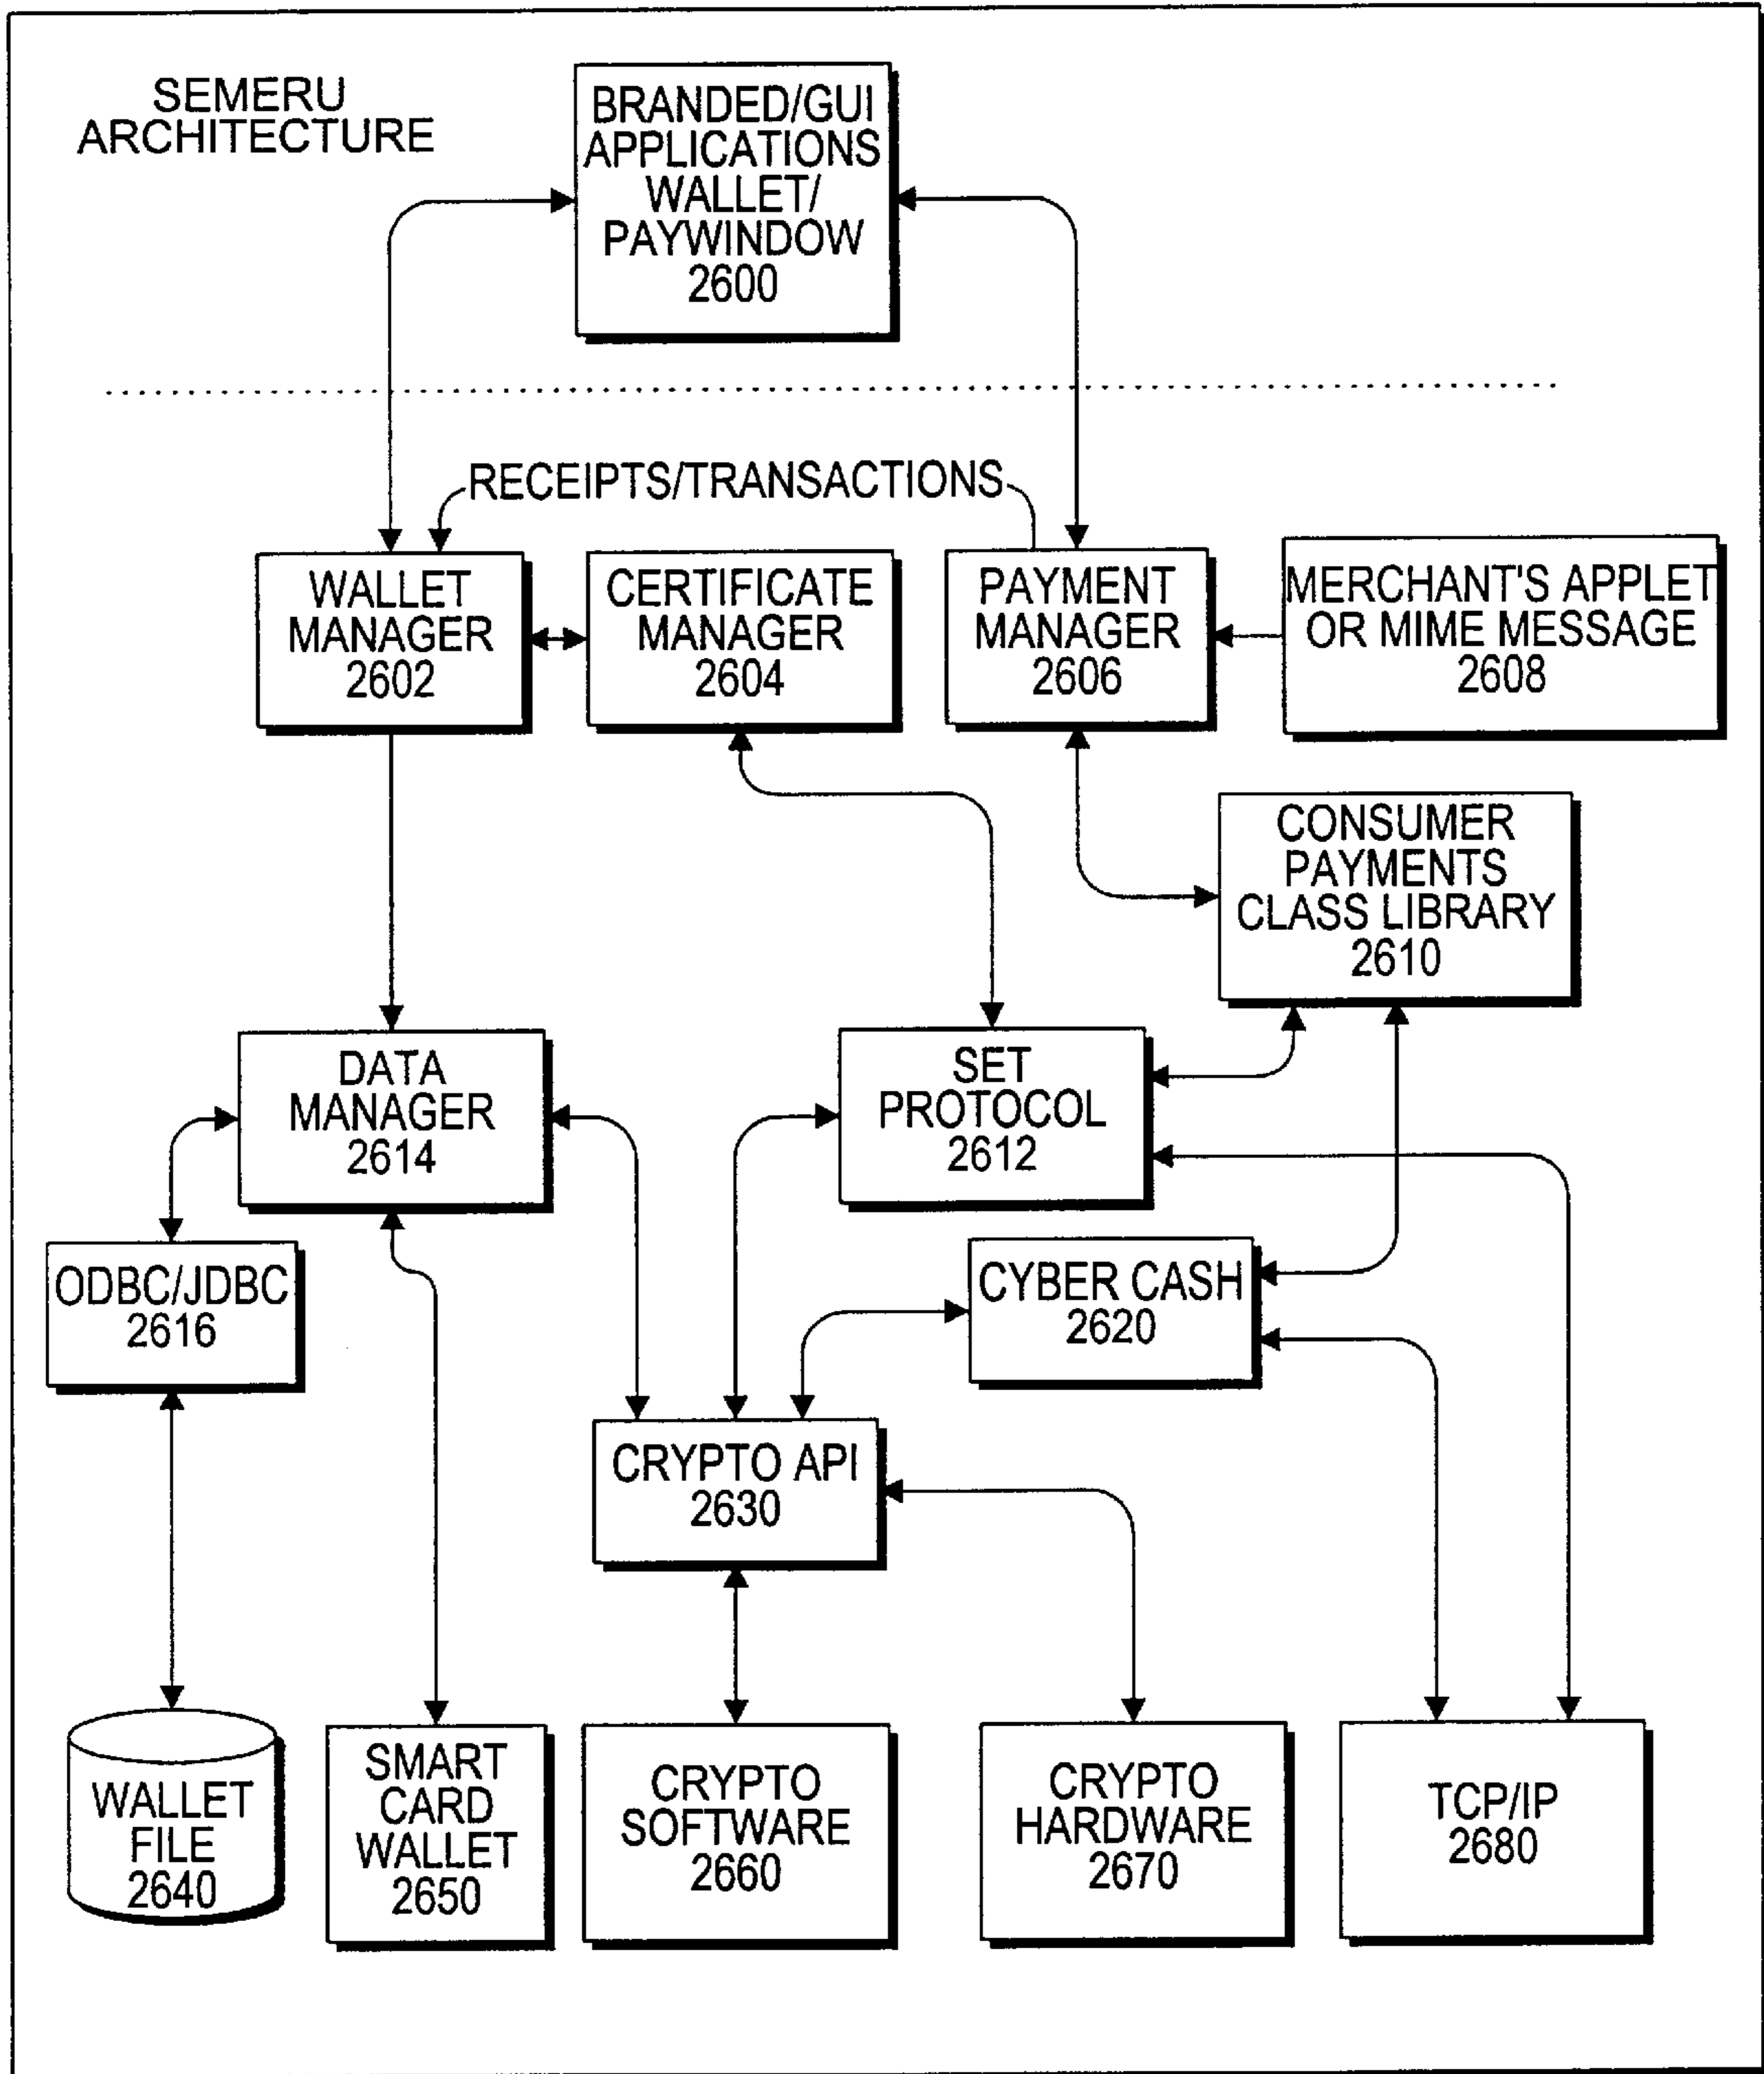 SEMERU
ARCHITECTURE
BRANDED/GUI
APPLICATIONS
WALLET/
PAYWINDOW
2600
RECEIPTS/TRANSACTIONS
WALLET
MANAGER
2602
CERTIFICATE
MANAGER
2604
PAYMENT
MANAGER
2606
MERCHANT'S APPLET
OR MIME MESSAGE
2608
CONSUMER
PAYMENTS
CLASS LIBRARY
2610
DATA
MANAGER
2614
SET
PROTOCOL
2612
ODBC/JDBC
2616
CYBER CASH
2620
CRYPTO API
2630
WALLET
FILE
2640
SMART
CARD
WALLET
2650
CRYPTO
SOFTWARE
2660
CRYPTO
HARDWARE
2670
TCP/IP
2680